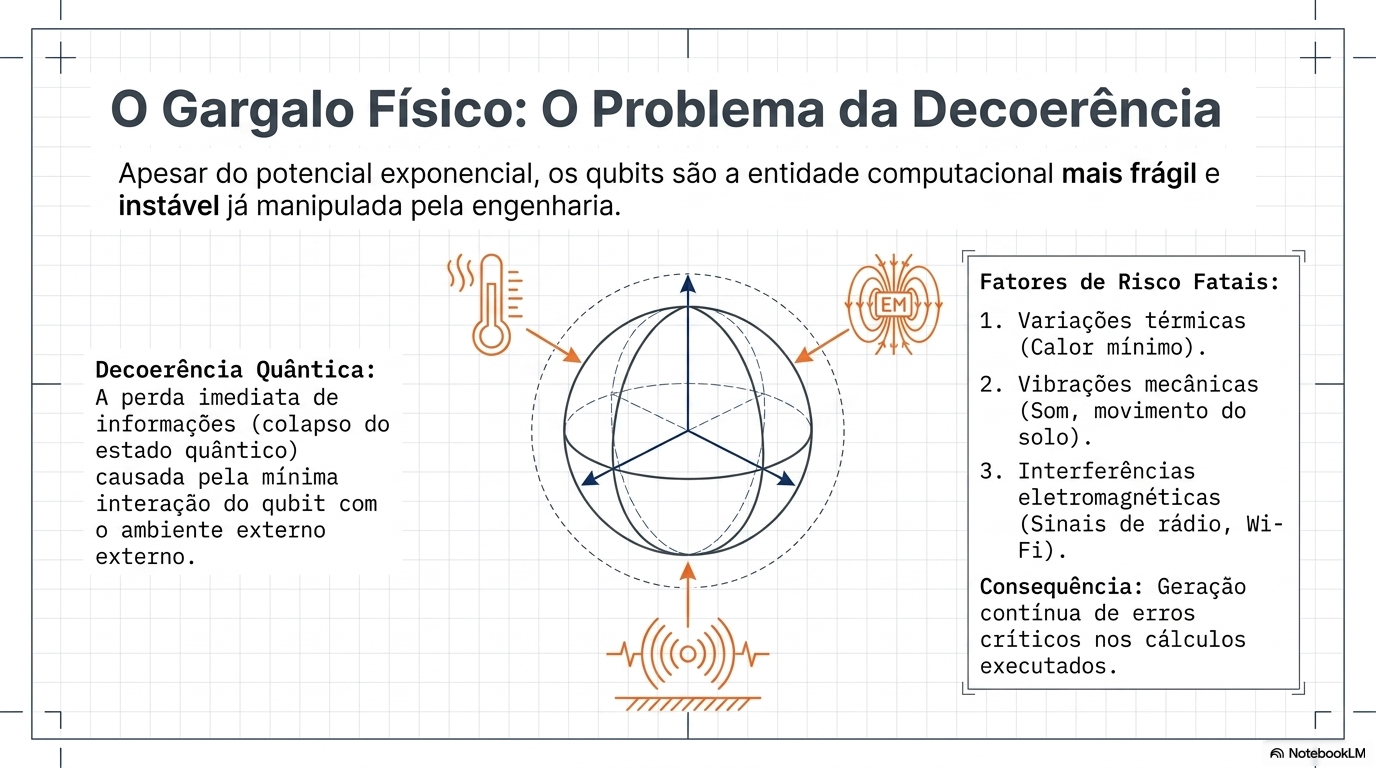 O Gargalo Físico: O Problema da Decoerência
Apesar do potencial exponencial, os qubits são a entidade computacional mais frágil e
instável já manipulada pela engenharia.
Decoerência Quântica:
A perda imediata de
informações (colapso do
estado quântico)
causada pela mínima
interação do qubit com
o ambiente externo
externo.
EM
Fatores de Risco Fatais:
1. Variações térmicas
(Calor mínimo).
2. Vibrações mecânicas
(Som, movimento do
solo).
3. Interferências
eletromagnéticas
(Sinais de rádio, Wi-
Fi).
Consequência: Geração
contínua de erros
críticos nos cálculos
executados.
NotebookLM